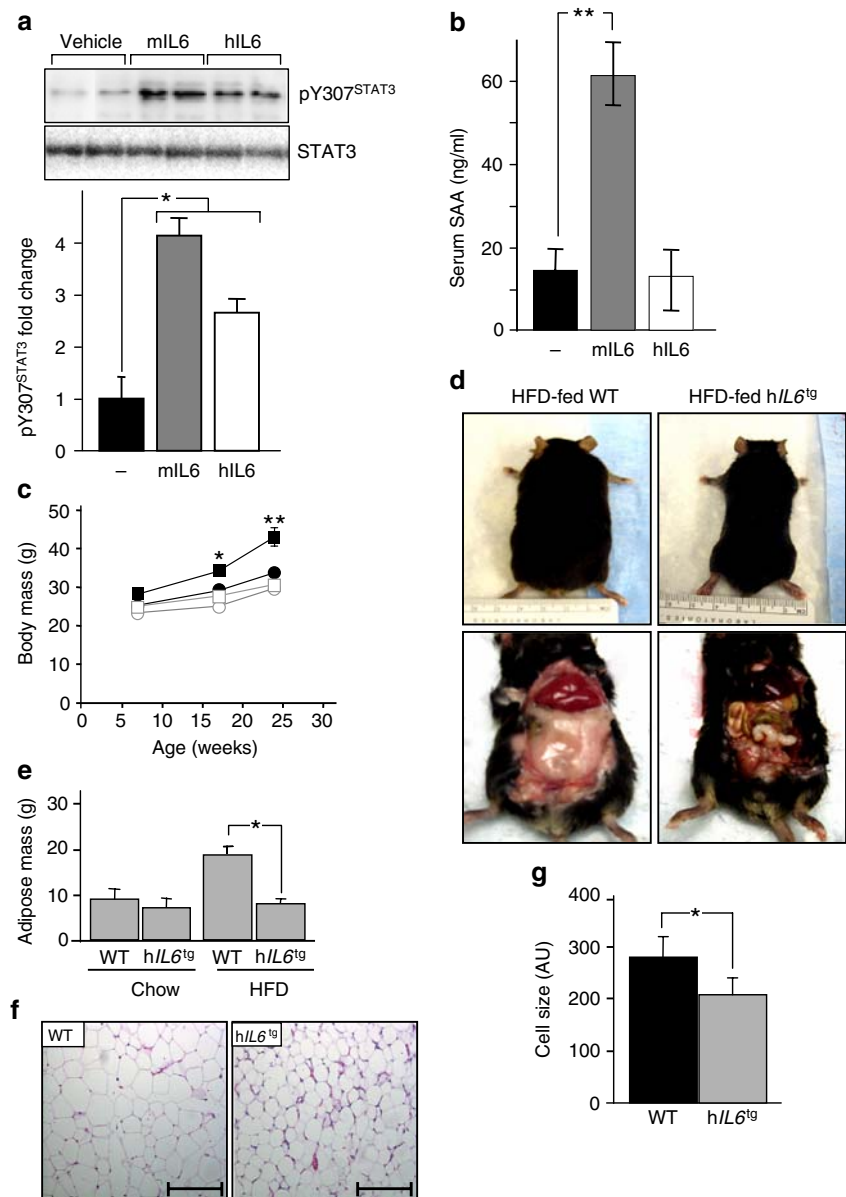 a
Vehicle mIL6 hIL6
pY307STAT3
STAT3
*
pY307STAT3 fold change
4
3
2
1
0
– mIL6 hIL6
b
**
Serum SAA (ng/ml)
60
40
20
0
– mIL6 hIL6
c
Body mass (g)
50
40
30
20
10
0
*
**
0 5 10 15 20 25 30
Age (weeks)
d
HFD-fed WT HFD-fed hIL6tg
e
Adipose mass (g)
30
20
10
0
*
WT hIL6tg WT hIL6tg
Chow HFD
f
WT hIL6tg
g
Cell size (AU)
400
300
200
100
0
*
WT hIL6tg